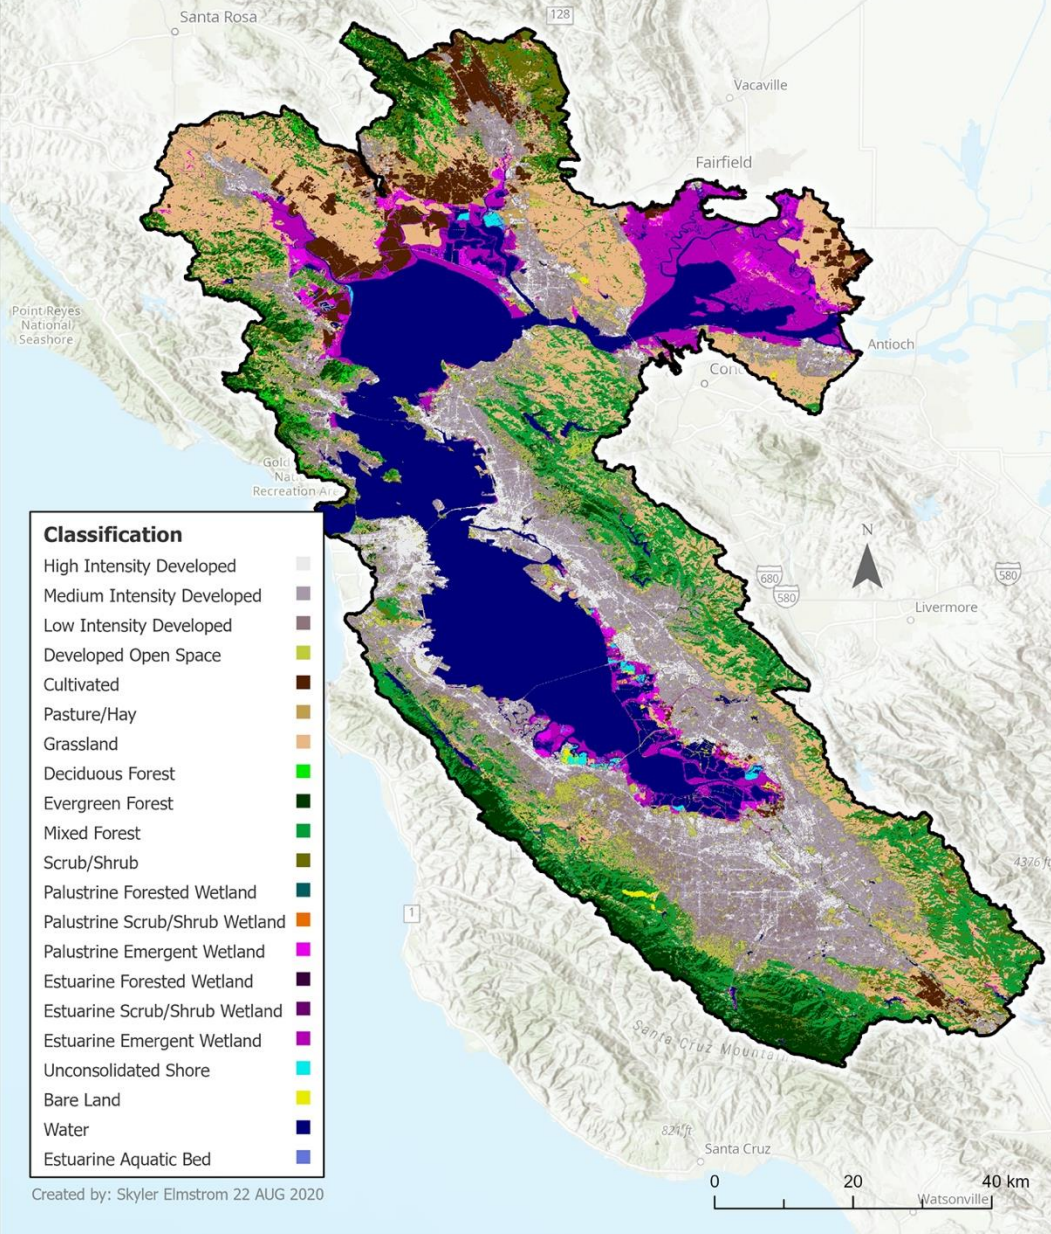 Santa Rosa
128
Vacaville
Fairfield
Point Reyes
National
Seashore
Antioch
Conc
Gold
Nati
Recreation Are
N
680
580
580
Livermore
Classification
High Intensity Developed
Medium Intensity Developed
Low Intensity Developed
Developed Open Space
Cultivated
Pasture/Hay
Grassland
Deciduous Forest
Evergreen Forest
Mixed Forest
Scrub/Shrub
Palustrine Forested Wetland
Palustrine Scrub/Shrub Wetland
Palustrine Emergent Wetland
Estuarine Forested Wetland
Estuarine Scrub/Shrub Wetland
Estuarine Emergent Wetland
Unconsolidated Shore
Bare Land
Water
Estuarine Aquatic Bed
4376 ft
1
Santa Cruz Mountains
821 ft
Santa Cruz
Created by: Skyler Elmstrom 22 AUG 2020
0 20 40 km
Watsonville